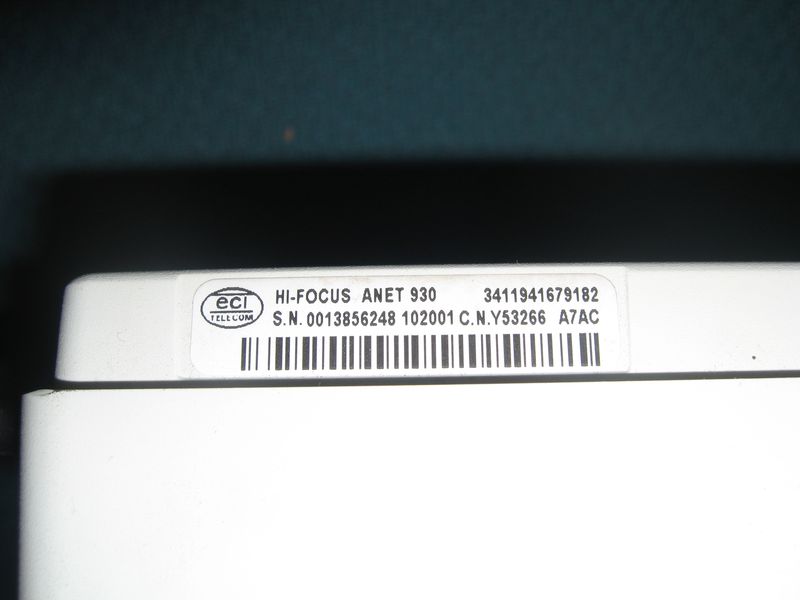 eci
TELECOM
HI-FOCUS ANET 930 3411941679182
S.N. 0013856248 102001 C.N.Y53266 A7AC